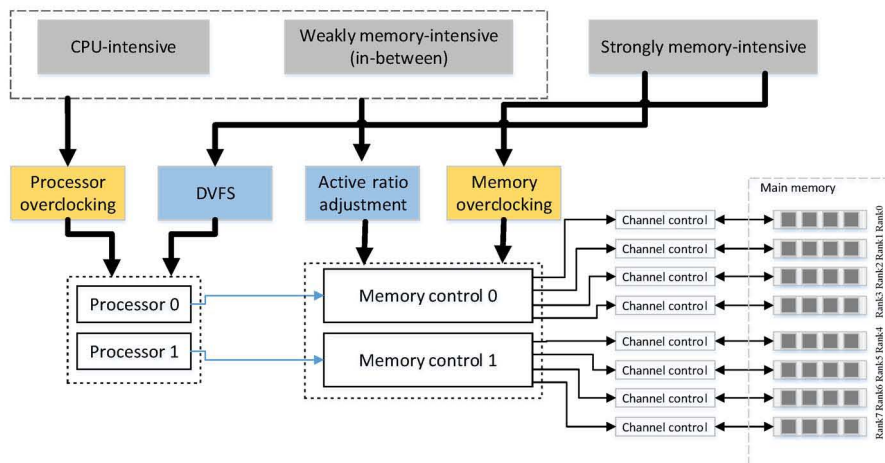 CPU-intensive
Weakly memory-intensive
(in-between)
Strongly memory-intensive
Processor
overclocking
DVFS
Active ratio
adjustment
Memory
overclocking
Main memory
Processor 0
Processor 1
Memory control 0
Memory control 1
Channel control
Channel control
Channel control
Channel control
Channel control
Channel control
Channel control
Channel control
Rank0
Rank1
Rank2
Rank3
Rank4
Rank5
Rank6
Rank7